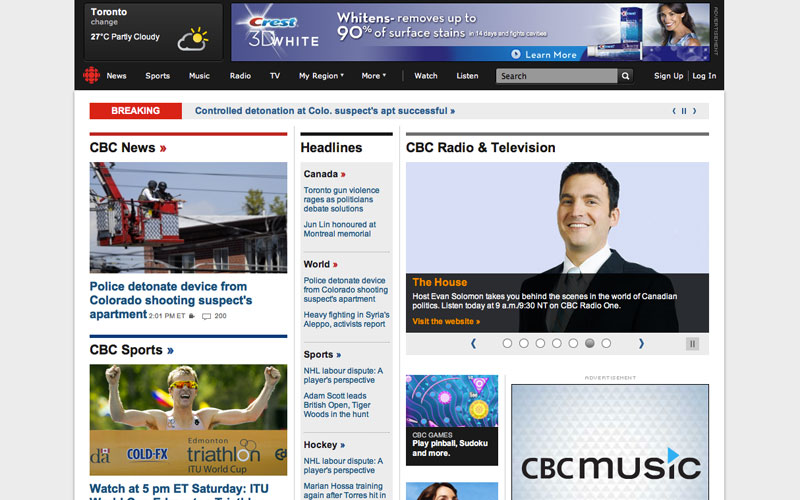 Toronto
change
27°C Partly Cloudy
Crest
3D WHITE
Whitens- removes up to
90% of surface stains in 14 days and fights cavities
Learn More
ADVERTISEMENT
News Sports Music Radio TV My Region ▾ More ▾ Watch Listen Search Sign Up Log In
BREAKING Controlled detonation at Colo. suspect's apt successful »
CBC News »
Police detonate device from
Colorado shooting suspect's
apartment 2:01 PM ET 200
CBC Sports »
COLD-FX
Edmonton
triathlon
ITU World Cup
Watch at 5 pm ET Saturday: ITU
Headlines
Canada »
Toronto gun violence
rages as politicians
debate solutions
Jun Lin honoured at
Montreal memorial
World »
Police detonate device
from Colorado shooting
suspect's apartment
Heavy fighting in Syria's
Aleppo, activists report
Sports »
NHL labour dispute: A
player's perspective
Adam Scott leads
British Open, Tiger
Woods in the hunt
Hockey »
NHL labour dispute: A
player's perspective
Marian Hossa training
again after Torres hit in
CBC Radio & Television
The House
Host Evan Solomon takes you behind the scenes in the world of Canadian
politics. Listen today at 9 a.m./9:30 NT on CBC Radio One.
Visit the website »
CBC GAMES
Play pinball, Sudoku
and more.
ADVERTISEMENT
CBC music